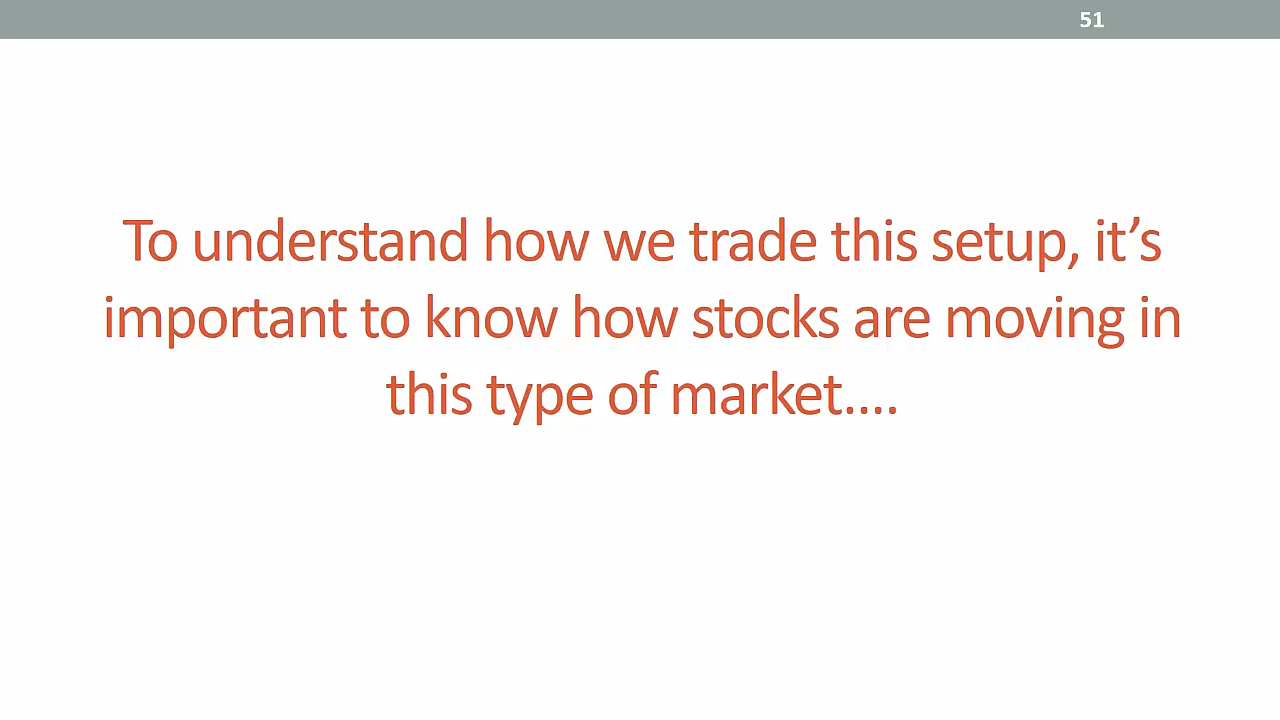 51
To understand how we trade this setup, it’s
important to know how stocks are moving in
this type of market....